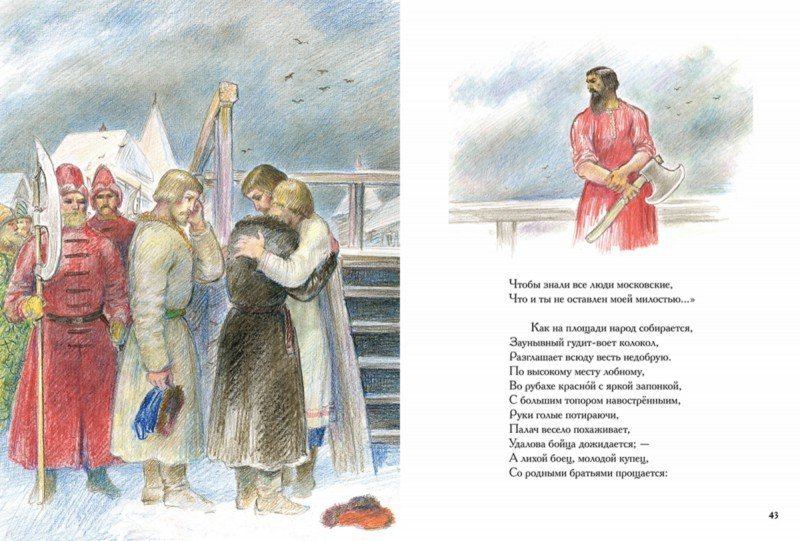 Чтобы знали все люди московские,
Что и ты не оставлен моей милостью...»
Как на площади народ собирается,
Заунывный гудит-воет колокол,
Разглашает всюду весть недобрую.
По высокому месту лобному,
Во рубахе краснóй с яркой запонкой,
С большим топором навострённыим,
Руки голые потираючи,
Палач весело похаживает,
Удалова бойца дожидается; —
А лихой боец, молодой купец,
Со родными братьями прощается:
43